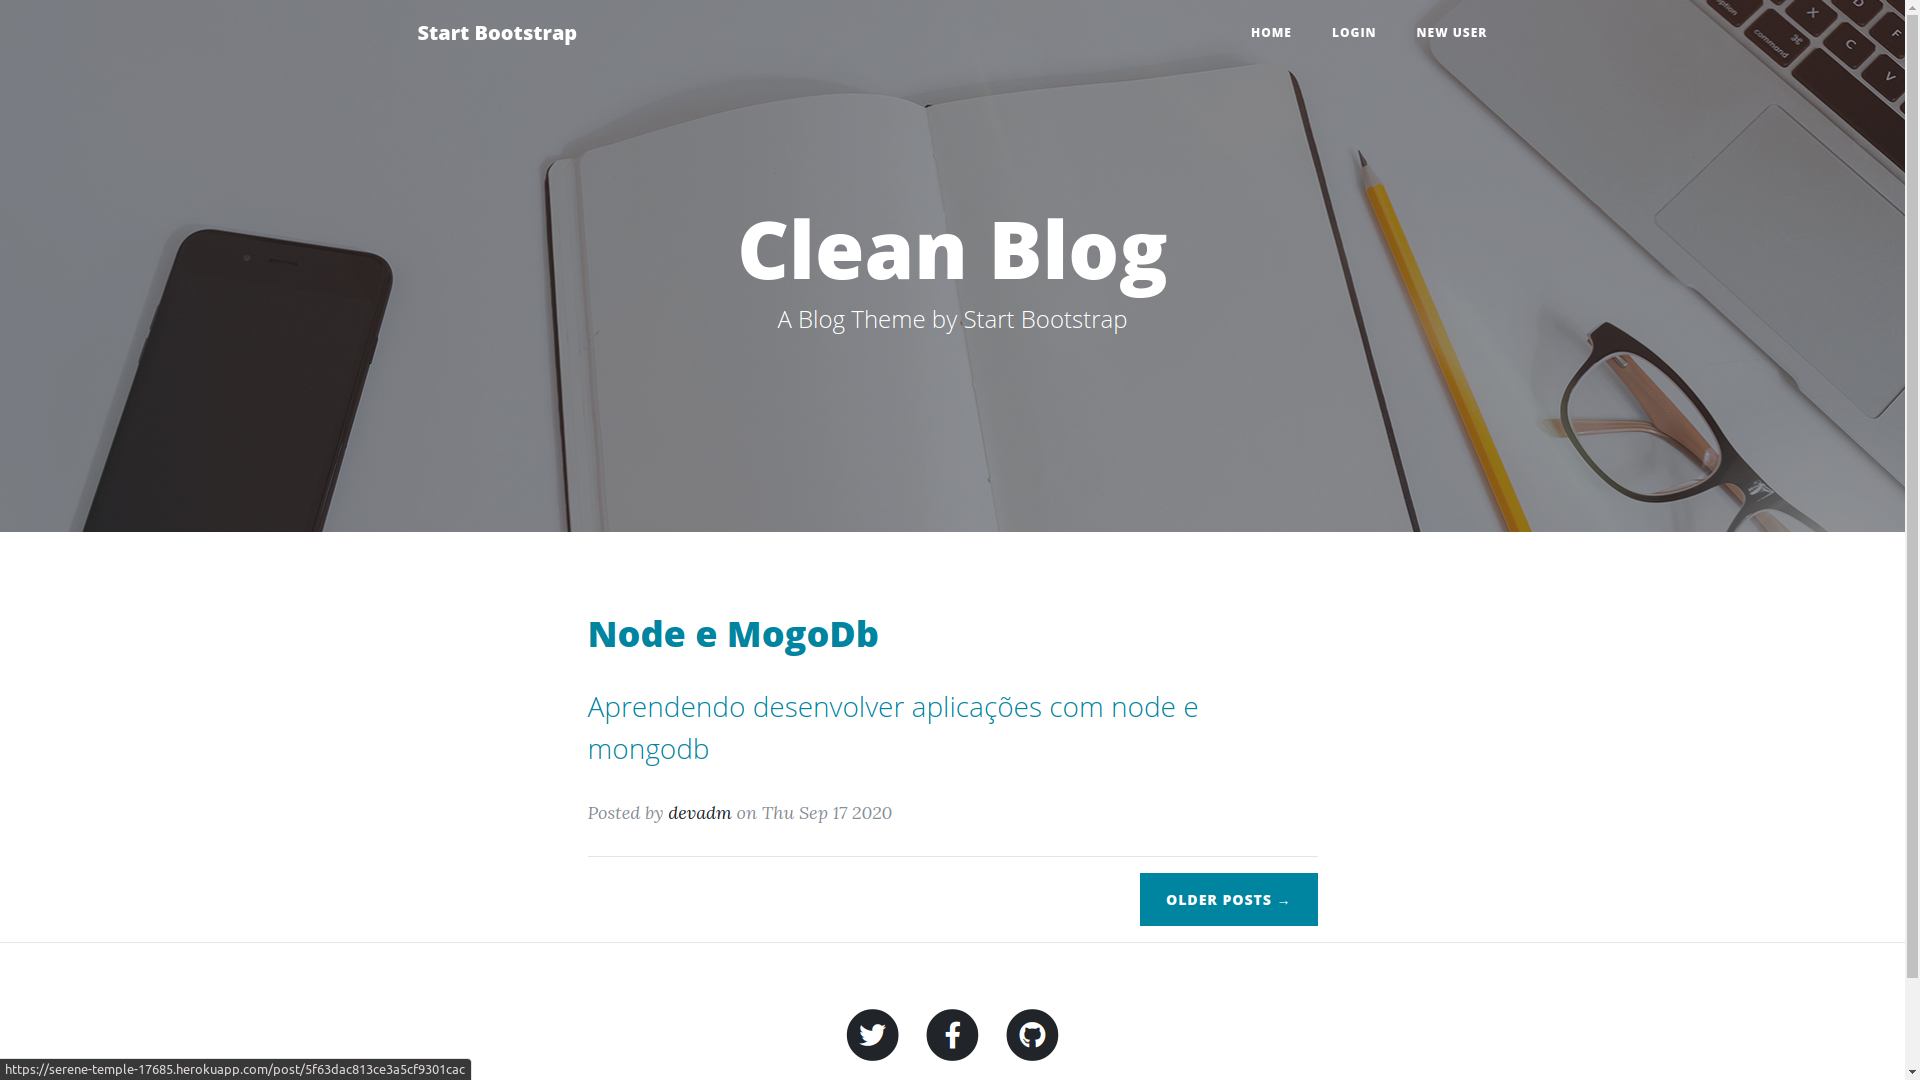 Start Bootstrap
HOME LOGIN NEW USER
Clean Blog
A Blog Theme by Start Bootstrap
Node e MogoDb
Aprendendo desenvolver aplicações com node e
mongodb
Posted by devadm on Thu Sep 17 2020
OLDER POSTS →
https://serene-temple-17685.herokuapp.com/post/5f63dac813ce3a5cf9301cac
command
X
C
V
D
F